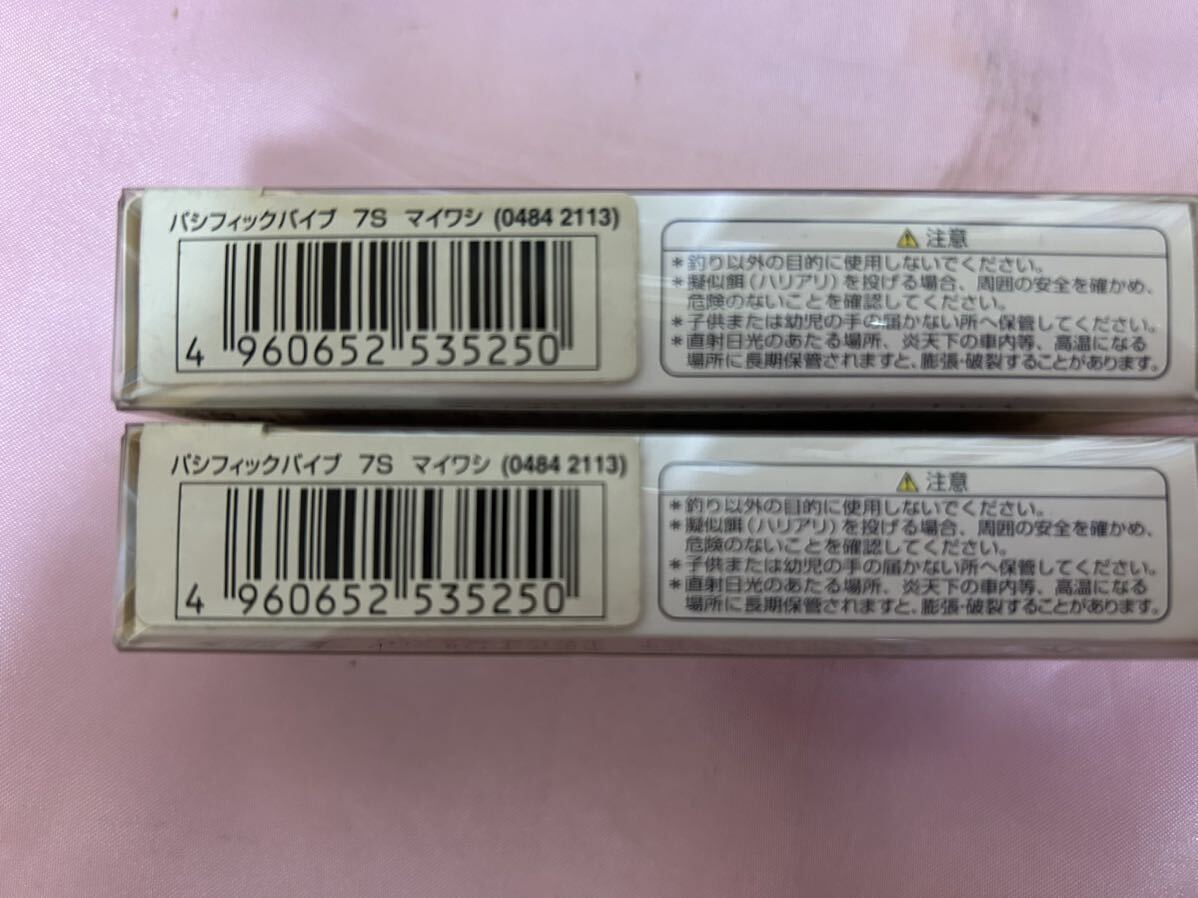 パシフィックバイブ 7S マイワシ (0484 2113)
4 960652 535250
⚠ 注意
*釣り以外の目的に使用しないでください。
*擬似餌(ハリアリ)を投げる場合、周囲の安全を確かめ、
危険のないことを確認してください。
*子供または幼児の手の届かない所へ保管してください。
*直射日光のあたる場所、炎天下の車内等、高温になる
場所に長期保管されますと、膨張・破裂することがあります。
パシフィックバイブ 7S マイワシ (0484 2113)
4 960652 535250
⚠ 注意
*釣り以外の目的に使用しないでください。
*擬似餌(ハリアリ)を投げる場合、周囲の安全を確かめ、
危険のないことを確認してください。
*子供または幼児の手の届かない所へ保管してください。
*直射日光のあたる場所、炎天下の車内等、高温になる
場所に長期保管されますと、膨張・破裂することがあります。